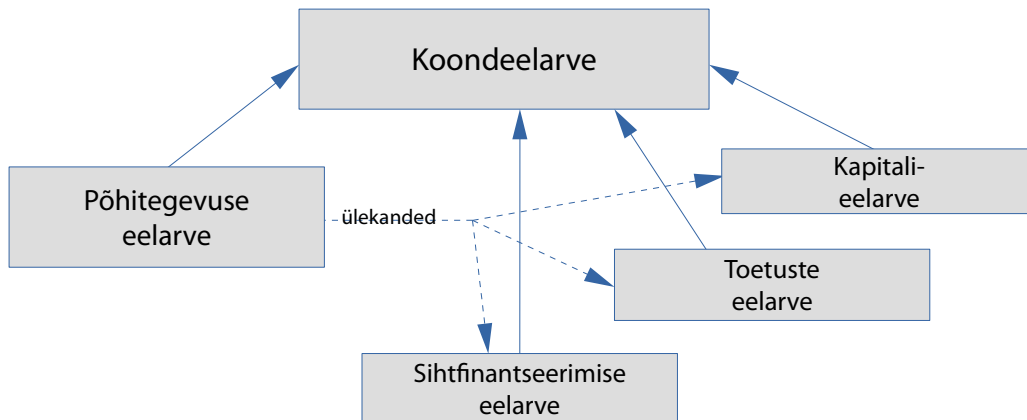 Koondeelarve
Põhitegevuse
eelarve
ülekanded
Kapitali-
eelarve
Toetuste
eelarve
Sihtfinantseerimise
eelarve